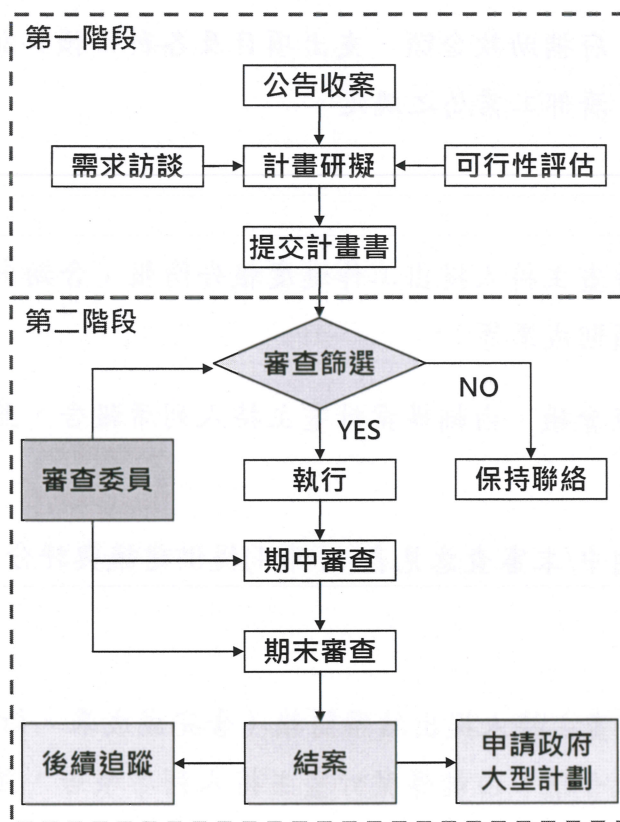 第一階段
公告收案
需求訪談
計畫研擬
可行性評估
提交計畫書
第二階段
審查篩選
NO
YES
審查委員
執行
保持聯絡
期中審查
期末審查
後續追蹤
結案
申請政府
大型計劃